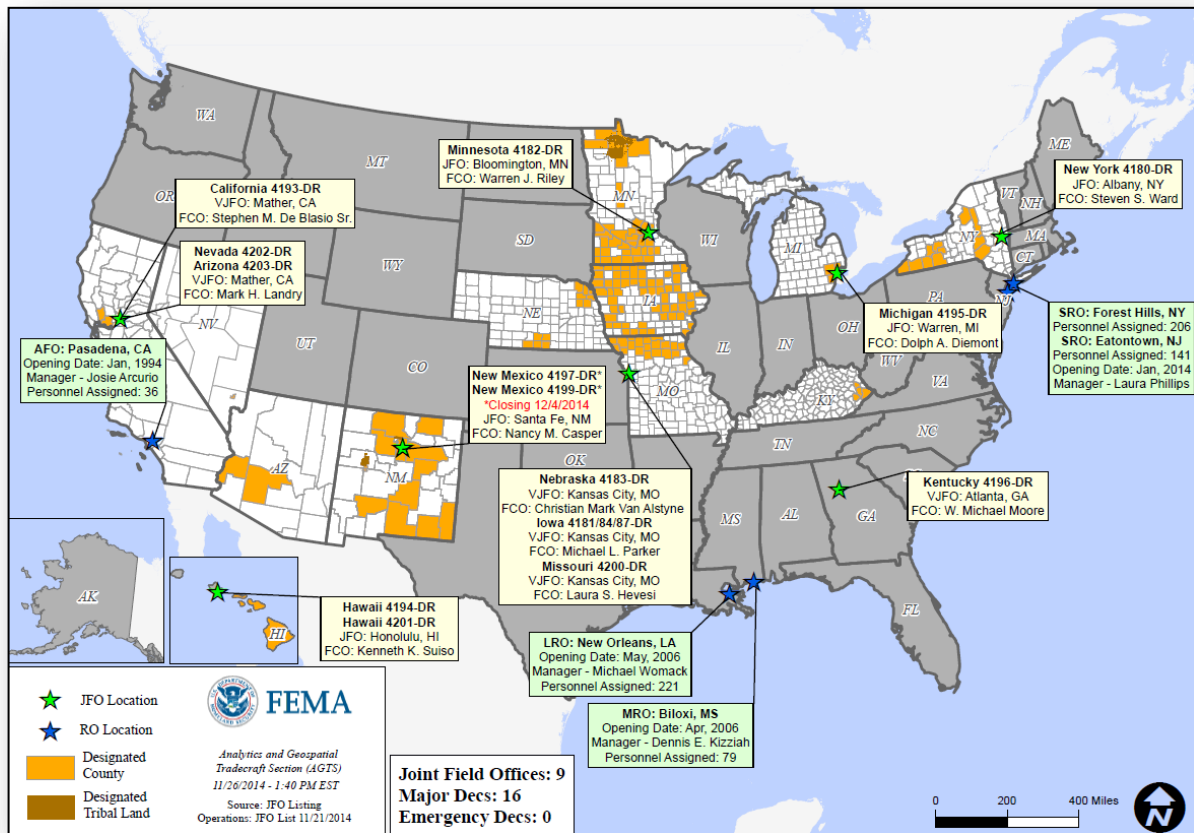 WA
MT
ME
OR
MN
VT
NH
SD
WI
MI
NY
MA
CT
WY
IA
PA
NJ
NE
NV
OH
UT
IL
IN
CO
WV
VA
MO
KY
NC
TN
OK
AZ
NM
MS
AL
GA
FL
AK
HI
Minnesota 4182-DR
JFO: Bloomington, MN
FCO: Warren J. Riley
New York 4180-DR
JFO: Albany, NY
FCO: Steven S. Ward
California 4193-DR
VJFO: Mather, CA
FCO: Stephen M. De Blasio Sr.
Nevada 4202-DR
Arizona 4203-DR
VJFO: Mather, CA
FCO: Mark H. Landry
Michigan 4195-DR
JFO: Warren, MI
FCO: Dolph A. Diemont
SRO: Forest Hills, NY
Personnel Assigned: 206
SRO: Eatontown, NJ
Personnel Assigned: 141
Opening Date: Jan, 2014
Manager - Laura Phillips
AFO: Pasadena, CA
Opening Date: Jan, 1994
Manager - Josie Arcurio
Personnel Assigned: 36
New Mexico 4197-DR*
New Mexico 4199-DR*
*Closing 12/4/2014
JFO: Santa Fe, NM
FCO: Nancy M. Casper
Nebraska 4183-DR
VJFO: Kansas City, MO
FCO: Christian Mark Van Alstyne
Iowa 4181/84/87-DR
VJFO: Kansas City, MO
FCO: Michael L. Parker
Missouri 4200-DR
VJFO: Kansas City, MO
FCO: Laura S. Hevesi
Kentucky 4196-DR
VJFO: Atlanta, GA
FCO: W. Michael Moore
Hawaii 4194-DR
Hawaii 4201-DR
JFO: Honolulu, HI
FCO: Kenneth K. Suiso
LRO: New Orleans, LA
Opening Date: May, 2006
Manager - Michael Womack
Personnel Assigned: 221
MRO: Biloxi, MS
Opening Date: Apr, 2006
Manager - Dennis E. Kizziah
Personnel Assigned: 79
JFO Location
RO Location
Designated
County
Designated
Tribal Land
FEMA
Analytics and Geospatial
Tradecraft Section (AGTS)
11/26/2014 - 1:40 PM EST
Source: JFO Listing
Operations: JFO List 11/21/2014
Joint Field Offices: 9
Major Decs: 16
Emergency Decs: 0
0 200 400 Miles
N